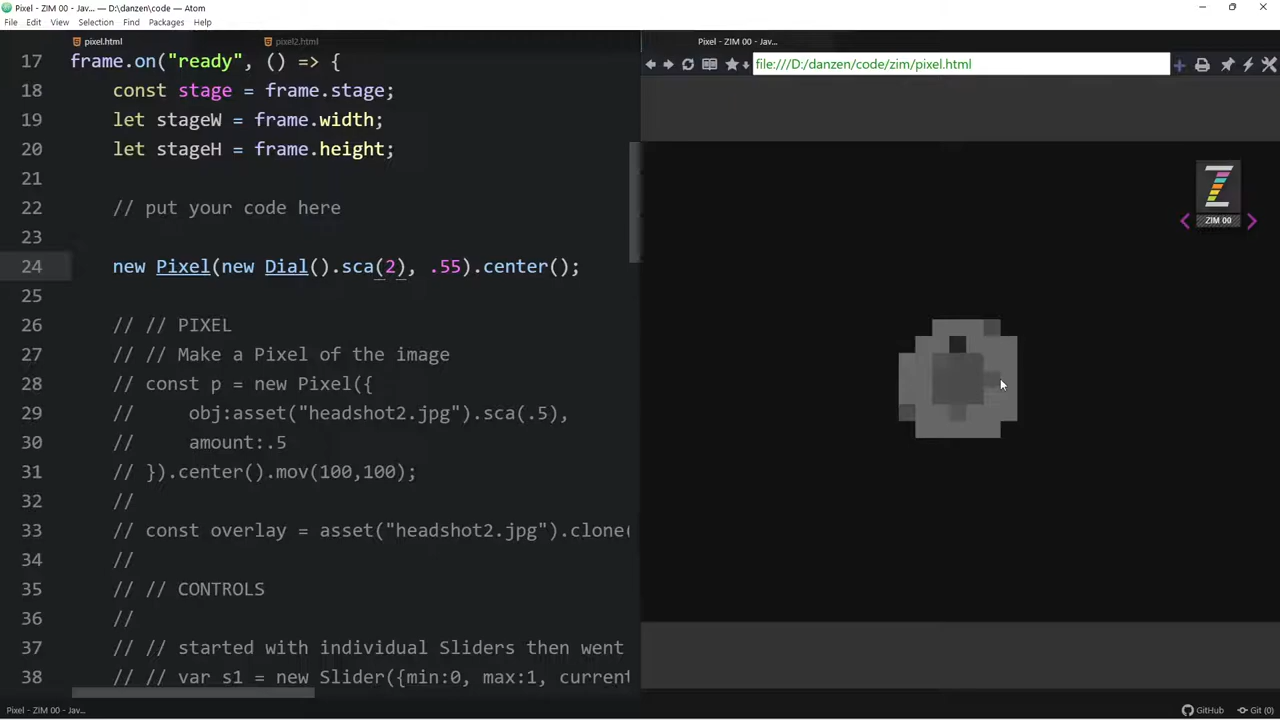 Pixel - ZIM 00 - Jav... — D:\danzen\code — Atom
File Edit View Selection Find Packages Help
pixel.html pixel2.html
17 frame.on("ready", () => {
18 const stage = frame.stage;
19 let stageW = frame.width;
20 let stageH = frame.height;
21
22 // put your code here
23
24 new Pixel(new Dial().sca(2), .55).center();
25
26 // // PIXEL
27 // // Make a Pixel of the image
28 // const p = new Pixel({
29 // obj:asset("headshot2.jpg").sca(.5),
30 // amount:.5
31 // }).center().mov(100,100);
32 //
33 // const overlay = asset("headshot2.jpg").clone(
34 //
35 // // CONTROLS
36 //
37 // // started with individual Sliders then went
38 // // var s1 = new Slider({min:0, max:1, current
Pixel - ZIM 00 - Jav...
file:///D:/danzen/code/zim/pixel.html
ZIM 00
Pixel - ZIM 00 - Jav...
GitHub Git (0)